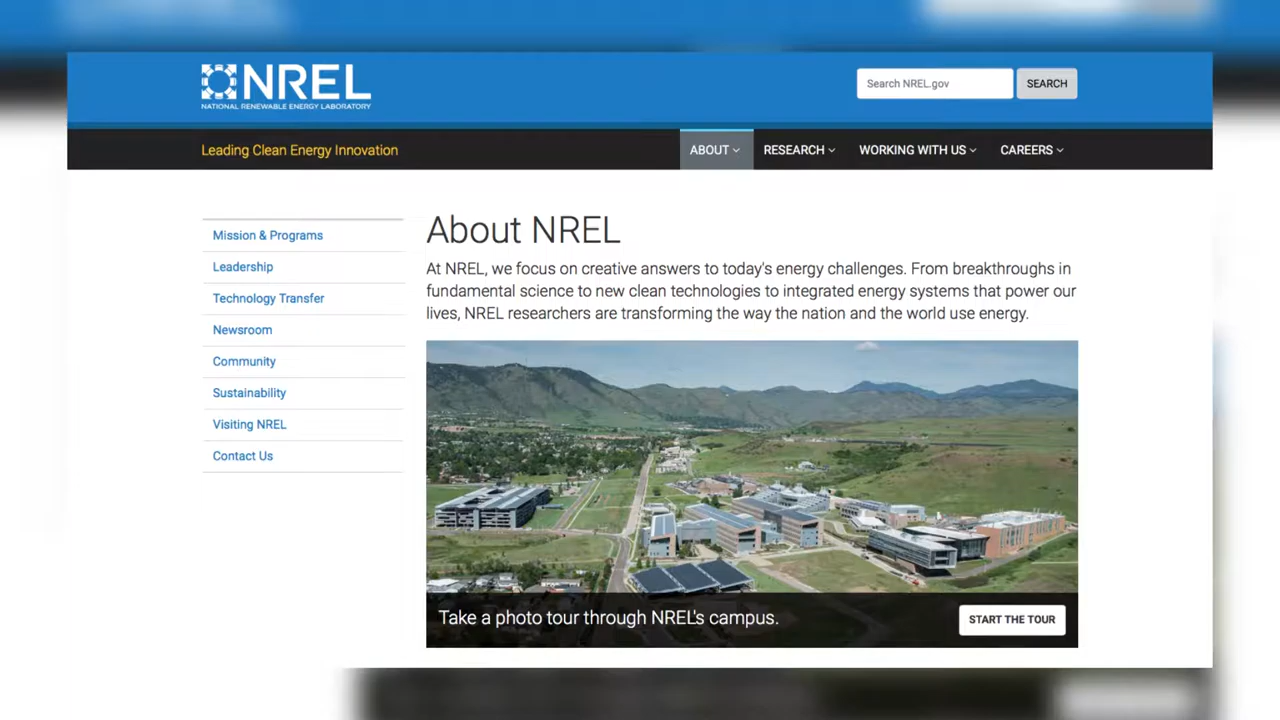 NREL
NATIONAL RENEWABLE ENERGY LABORATORY
Search NREL.gov
SEARCH
Leading Clean Energy Innovation
ABOUT
RESEARCH
WORKING WITH US
CAREERS
Mission & Programs
Leadership
Technology Transfer
Newsroom
Community
Sustainability
Visiting NREL
Contact Us
About NREL
At NREL, we focus on creative answers to today's energy challenges. From breakthroughs in
fundamental science to new clean technologies to integrated energy systems that power our
lives, NREL researchers are transforming the way the nation and the world use energy.
Take a photo tour through NREL's campus.
START THE TOUR